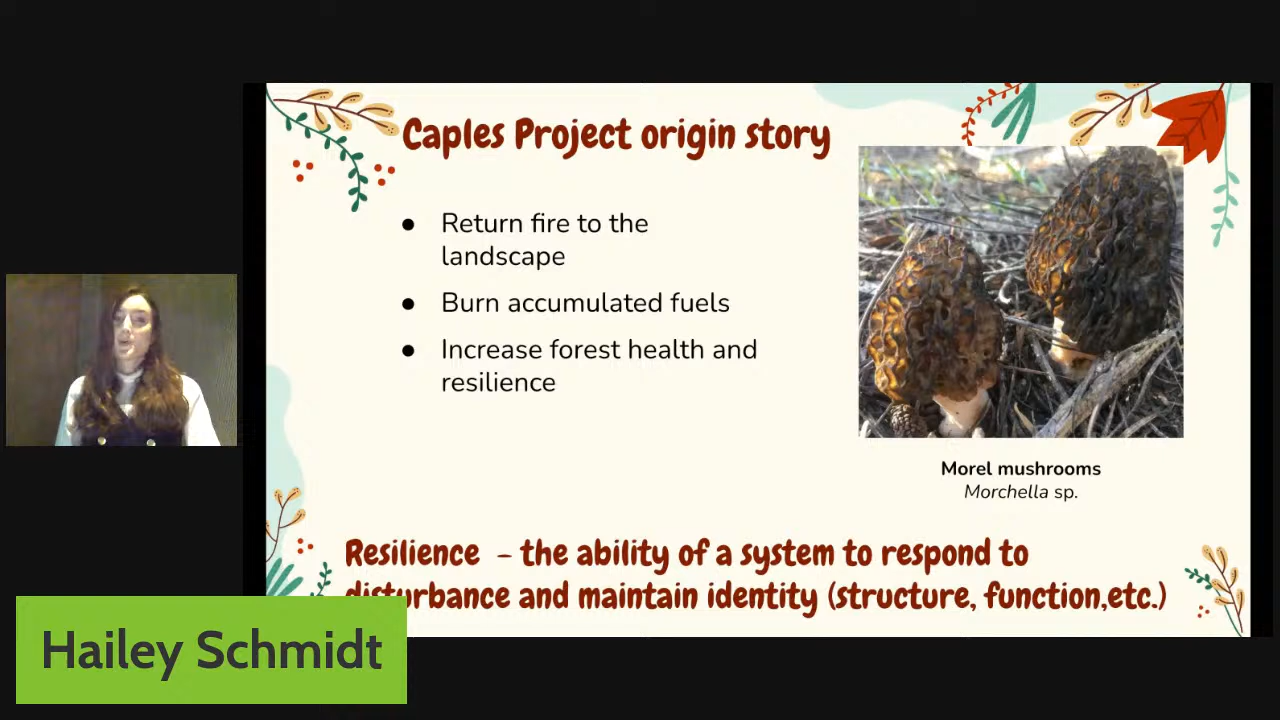 Caples Project origin story
● Return fire to the
landscape
● Burn accumulated fuels
● Increase forest health and
resilience
Morel mushrooms
Morchella sp.
Resilience – the ability of a system to respond to
disturbance and maintain identity (structure, function,etc.)
Hailey Schmidt